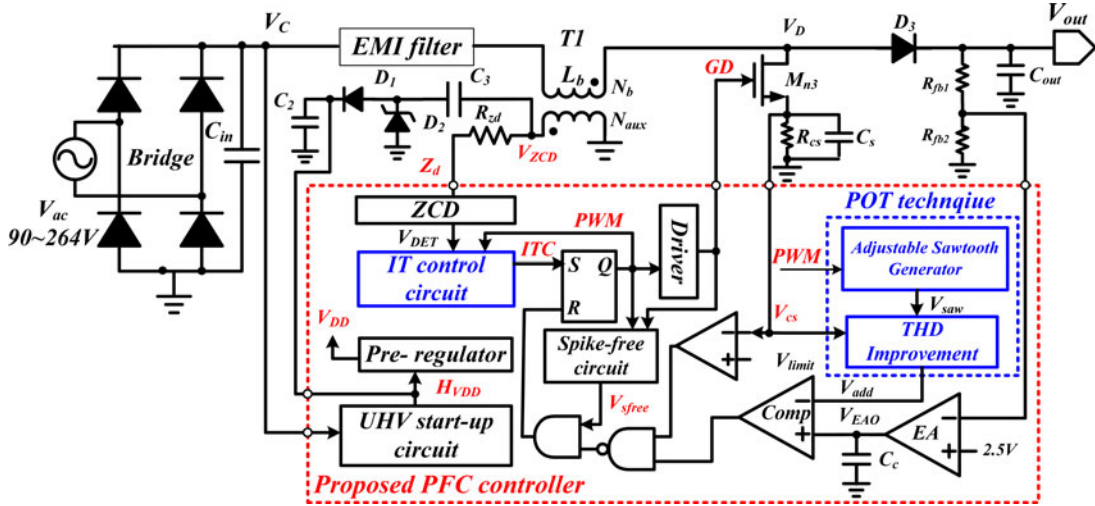 V_C
EMI filter
T1
L_b
N_b
V_D
D_3
V_out
GD
M_n3
R_fb1
C_out
D_1
C_3
C_2
D_2
R_zd
N_aux
V_ZCD
R_cs
C_s
R_fb2
C_in
Bridge
Z_d
V_ac
90~264V
ZCD
V_DET
PWM
IT control
circuit
ITC
S
Q
R
Driver
POT technqiue
Adjustable Sawtooth
Generator
PWM
V_saw
THD
Improvement
V_cs
V_DD
Pre- regulator
Spike-free
circuit
V_limit
V_add
H_VDD
V_sfree
Comp
V_EAO
EA
2.5V
UHV start-up
circuit
C_c
Proposed PFC controller